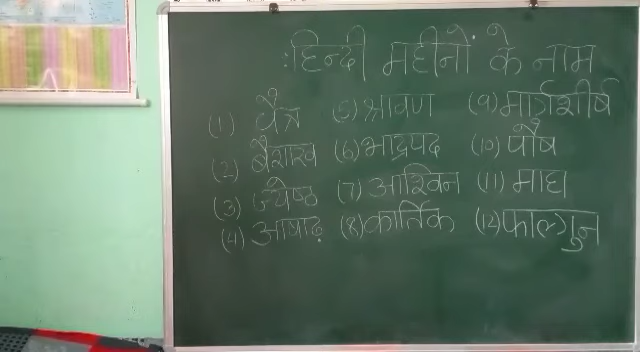 :हिन्दी महीनों के नाम
(1) चैत्र (5) श्रावण (9) मार्गशीर्ष
(2) बैशाख (6) भाद्रपद (10) पौष
(3) ज्येष्ठ (7) आश्विन (11) माघ
(4) आषाढ़ (8) कार्तिक (12) फाल्गुन